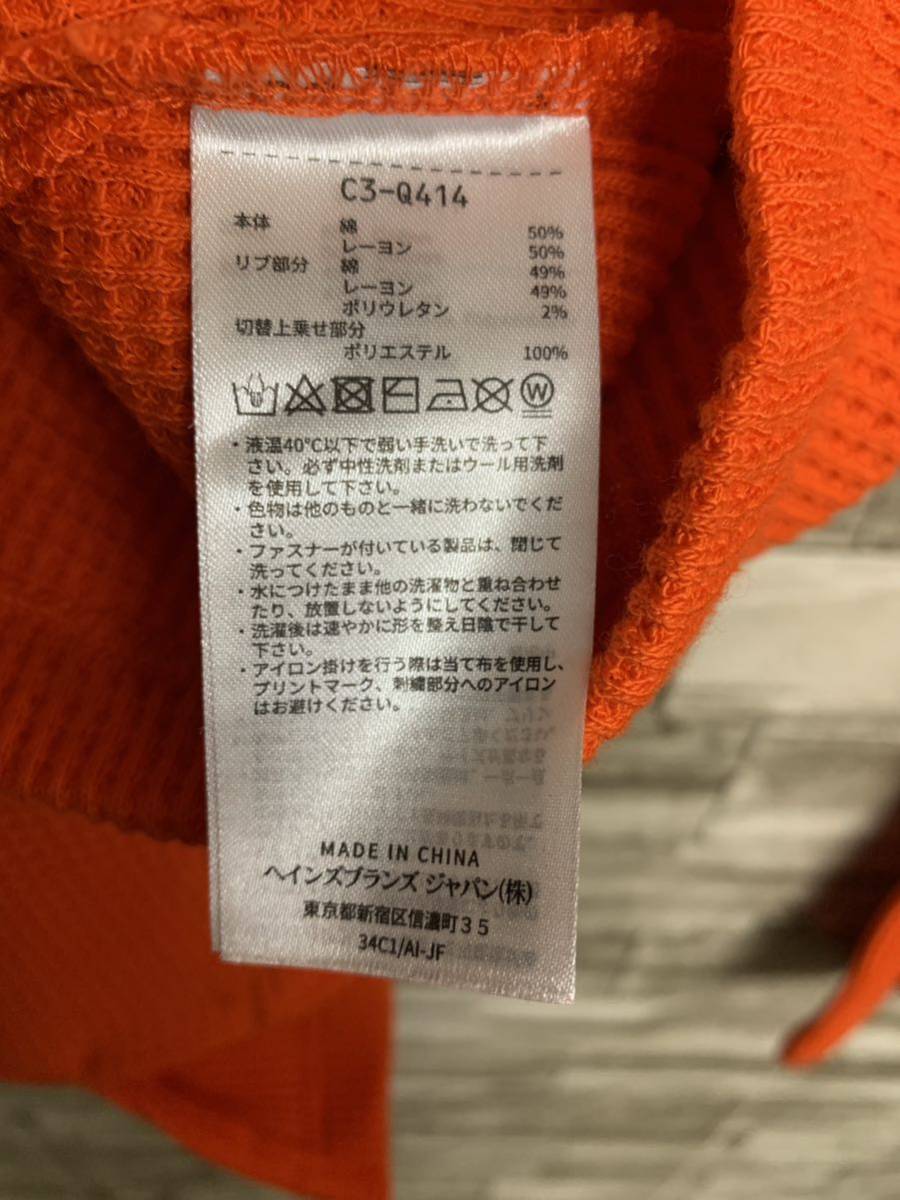 C3-Q414
本体 綿 50%
レーヨン 50%
リブ部分 綿 49%
レーヨン 49%
ポリウレタン 2%
切替上乗せ部分
ポリエステル 100%
W
・液温40℃以下で弱い手洗いで洗って下
さい。必ず中性洗剤またはウール用洗剤
を使用して下さい。
・色物は他のものと一緒に洗わないでくだ
さい。
・ファスナーが付いている製品は、閉じて
洗ってください。
・水につけたまま他の洗濯物と重ね合わせ
たり、放置しないようにしてください。
・洗濯後は速やかに形を整え日陰で干して
下さい。
・アイロン掛けを行う際は当て布を使用し、
プリントマーク、刺繍部分へのアイロン
はお避けください。
MADE IN CHINA
ヘインズブランズ ジャパン(株)
東京都新宿区信濃町35
34C1/AI-JF